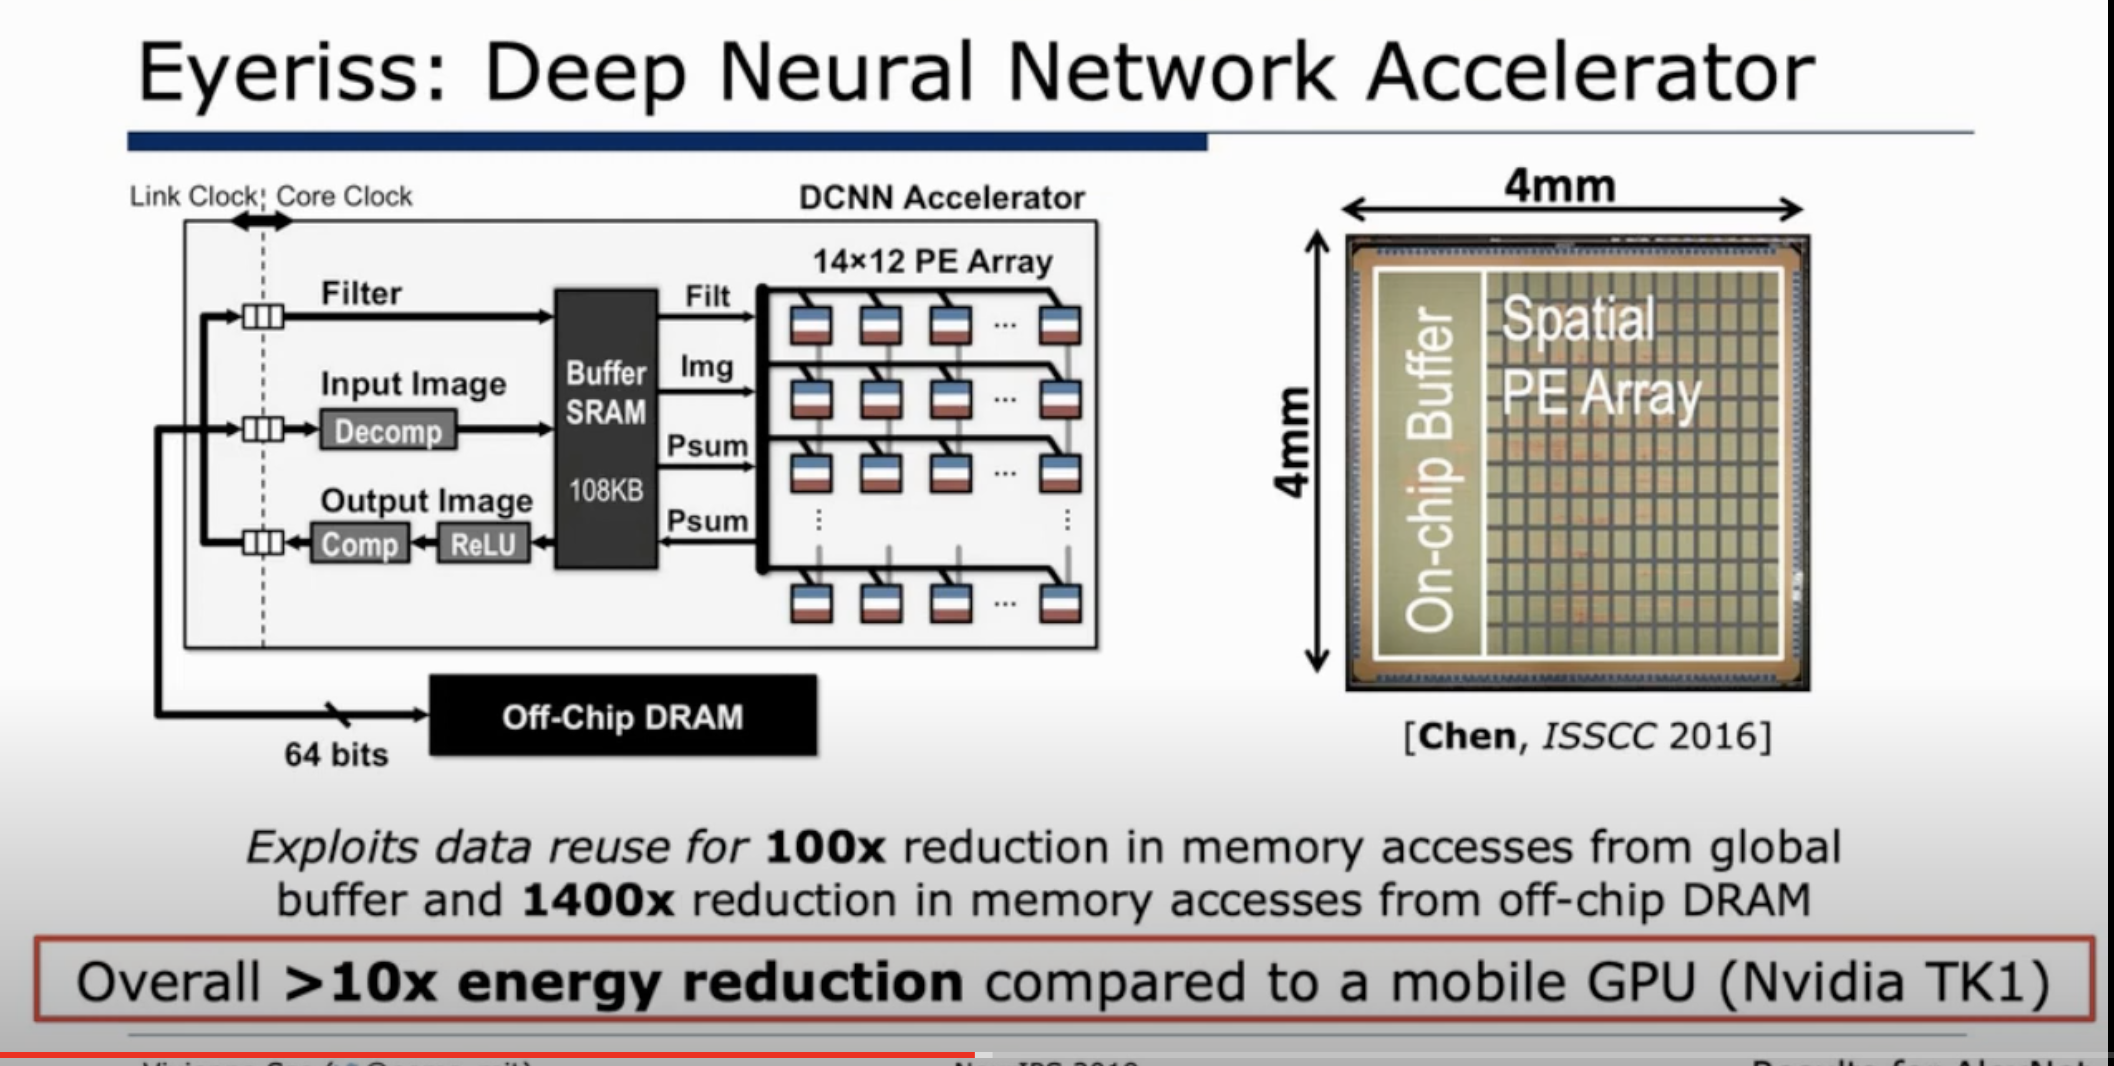 Eyeriss: Deep Neural Network Accelerator
Link Clock Core Clock
DCNN Accelerator
14×12 PE Array
Filter
Input Image
Decomp
Output Image
Comp
ReLU
Buffer
SRAM
108KB
Filt
Img
Psum
Psum
...
...
...
...
Off-Chip DRAM
64 bits
4mm
4mm
On-chip Buffer
Spatial
PE Array
[Chen, ISSCC 2016]
Exploits data reuse for 100x reduction in memory accesses from global
buffer and 1400x reduction in memory accesses from off-chip DRAM
Overall >10x energy reduction compared to a mobile GPU (Nvidia TK1)